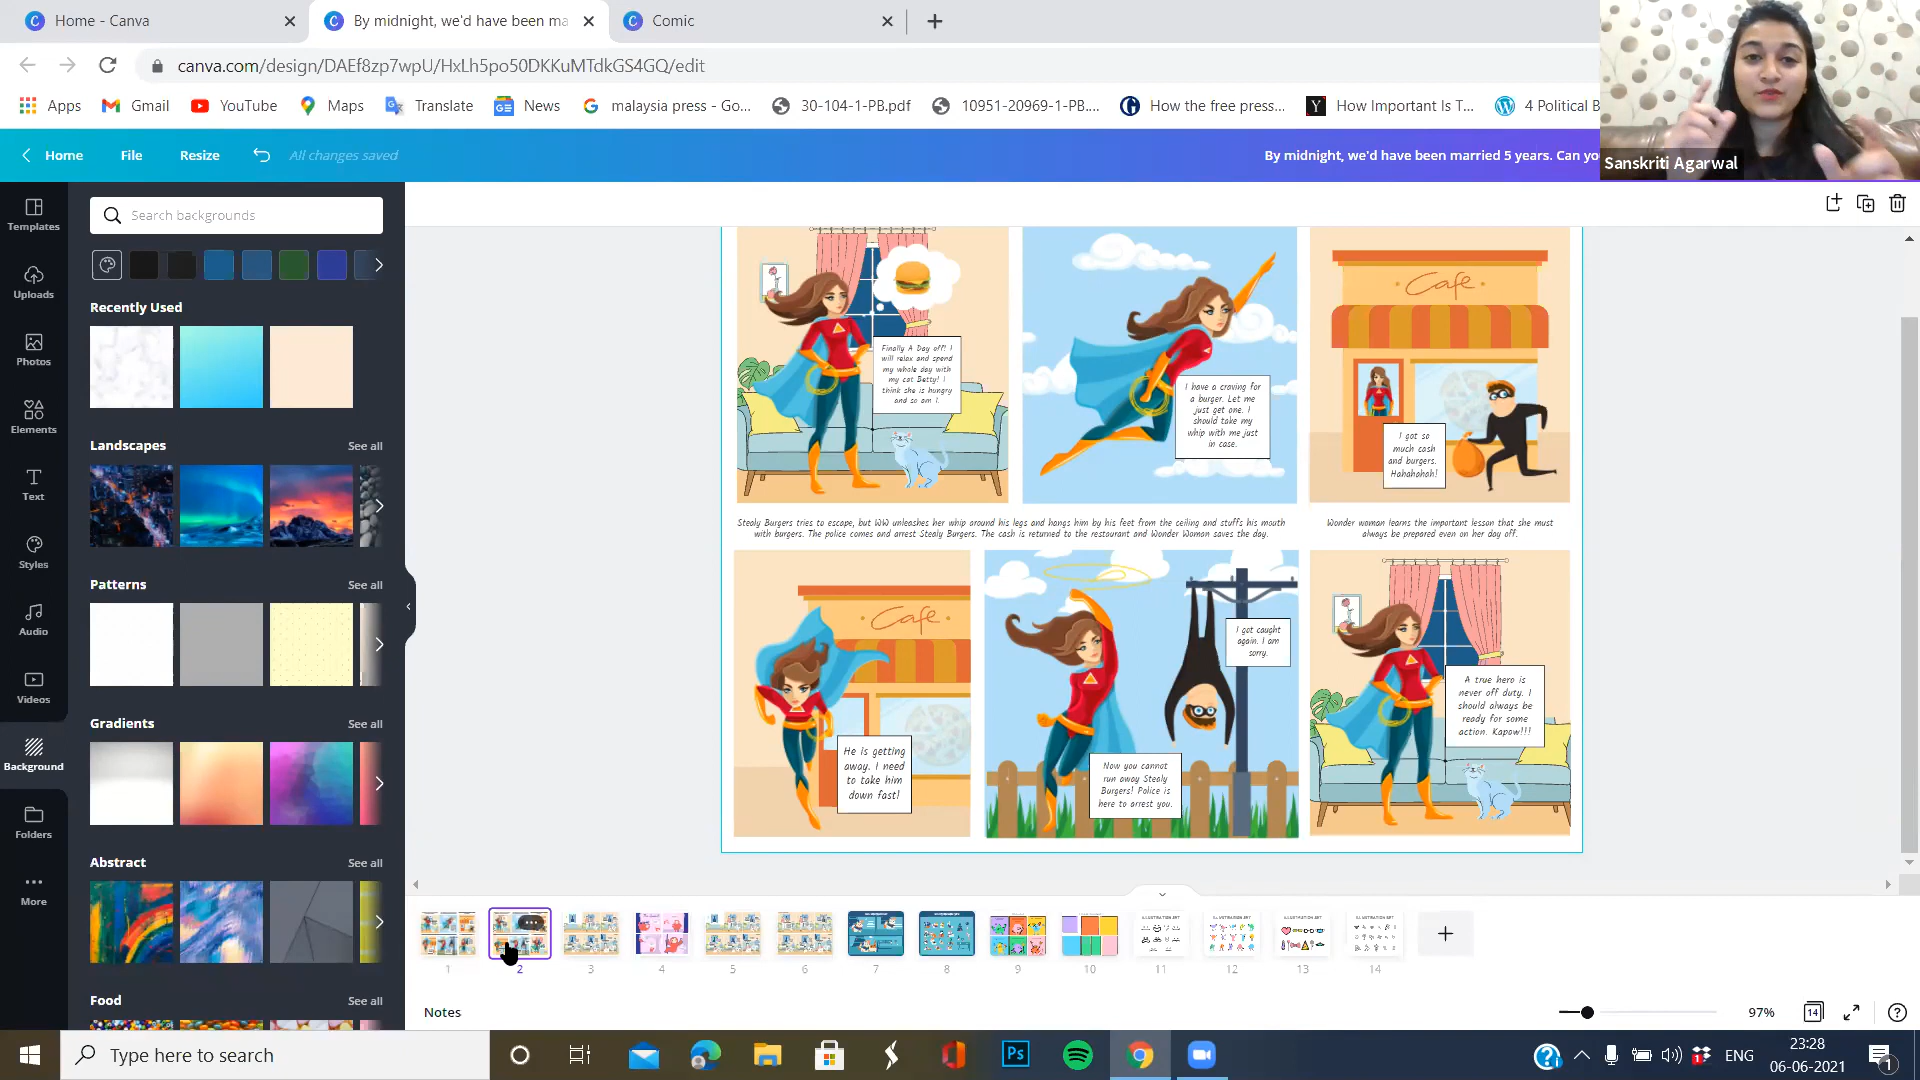 Home - Canva
By midnight, we'd have been ma
Comic
canva.com/design/DAEf8zp7wpU/HxLh5po50DKKuMTdkGS4GQ/edit
Apps
Gmail
YouTube
Maps
Translate
News
malaysia press - Go...
30-104-1-PB.pdf
10951-20969-1-PB....
How the free press...
How Important Is T...
4 Political B
Sanskriti Agarwal
Home
File
Resize
All changes saved
By midnight, we'd have been married 5 years. Can yo
Templates
Uploads
Photos
Elements
Text
Styles
Audio
Videos
Background
Folders
More
Search backgrounds
Recently Used
Landscapes
See all
Patterns
See all
Gradients
See all
Abstract
See all
Food
See all
Finally A Day off! I
will relax and spend
my whole day with
my cat Betty! I
think she is hungry
and so am I.
I have a craving for
a burger. Let me
just get one. I
should take my
whip with me just
in case.
Cafe
I got so
much cash
and burgers.
Hahahahah!
Stealy Burgers tries to escape, but WW unleashes her whip around his legs and hangs him by his feet from the ceiling and stuffs his mouth
with burgers. The police comes and arrest Stealy Burgers. The cash is returned to the restaurant and Wonder Woman saves the day.
Wonder woman learns the important lesson that she must
always be prepared even on her day off.
Cafe
He is getting
away. I need
to take him
down fast!
I got caught
again. I am
sorry.
Now you cannot
run away Stealy
Burgers! Police is
here to arrest you.
A true hero is
never off duty. I
should always be
ready for some
action. Kapow!!!
ILLUSTRATION SET
ILLUSTRATION SET
ILLUSTRATION SET
ILLUSTRATION SET
1
2
3
4
5
6
7
8
9
10
11
12
13
14
Notes
97%
14
Type here to search
Ps
1
ENG
23:28
06-06-2021
1